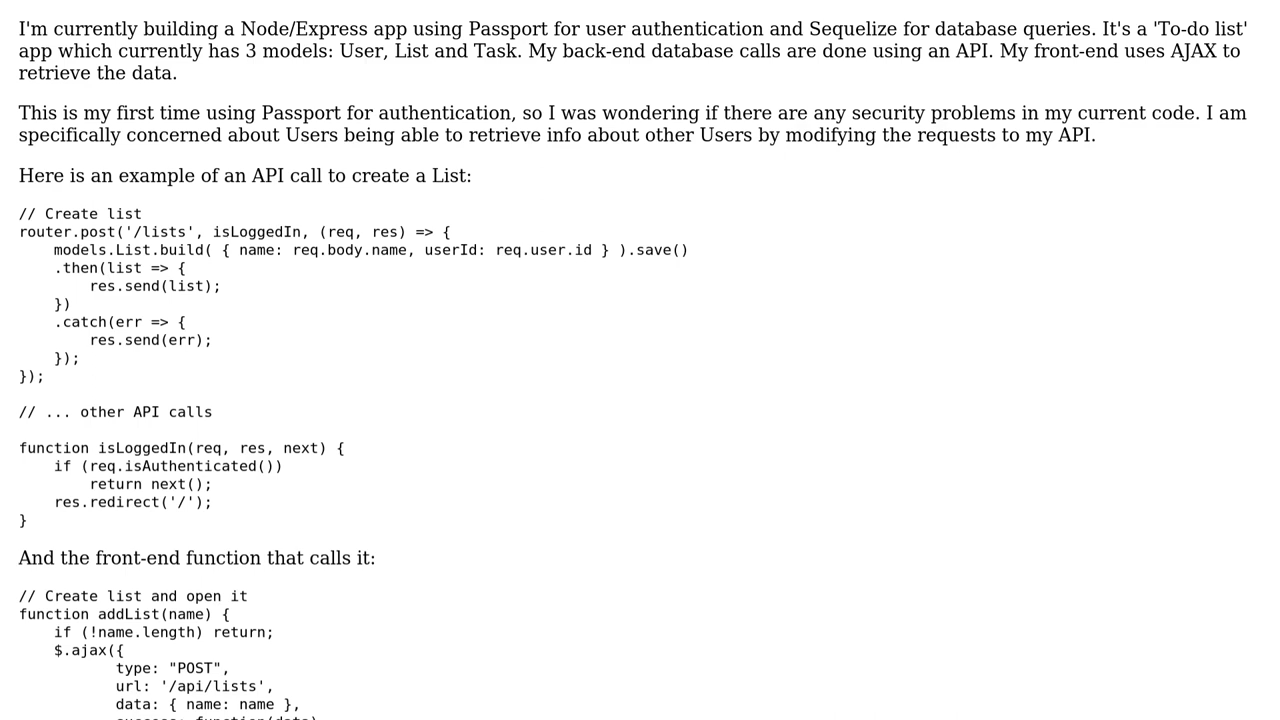 I'm currently building a Node/Express app using Passport for user authentication and Sequelize for database queries. It's a 'To-do list'
app which currently has 3 models: User, List and Task. My back-end database calls are done using an API. My front-end uses AJAX to
retrieve the data.
This is my first time using Passport for authentication, so I was wondering if there are any security problems in my current code. I am
specifically concerned about Users being able to retrieve info about other Users by modifying the requests to my API.
Here is an example of an API call to create a List:
// Create list
router.post('/lists', isLoggedIn, (req, res) => {
    models.List.build( { name: req.body.name, userId: req.user.id } ).save()
    .then(list => {
        res.send(list);
    })
    .catch(err => {
        res.send(err);
    });
});
// ... other API calls
function isLoggedIn(req, res, next) {
    if (req.isAuthenticated())
        return next();
    res.redirect('/');
}
And the front-end function that calls it:
// Create list and open it
function addList(name) {
    if (!name.length) return;
    $.ajax({
           type: "POST",
           url: '/api/lists',
           data: { name: name },